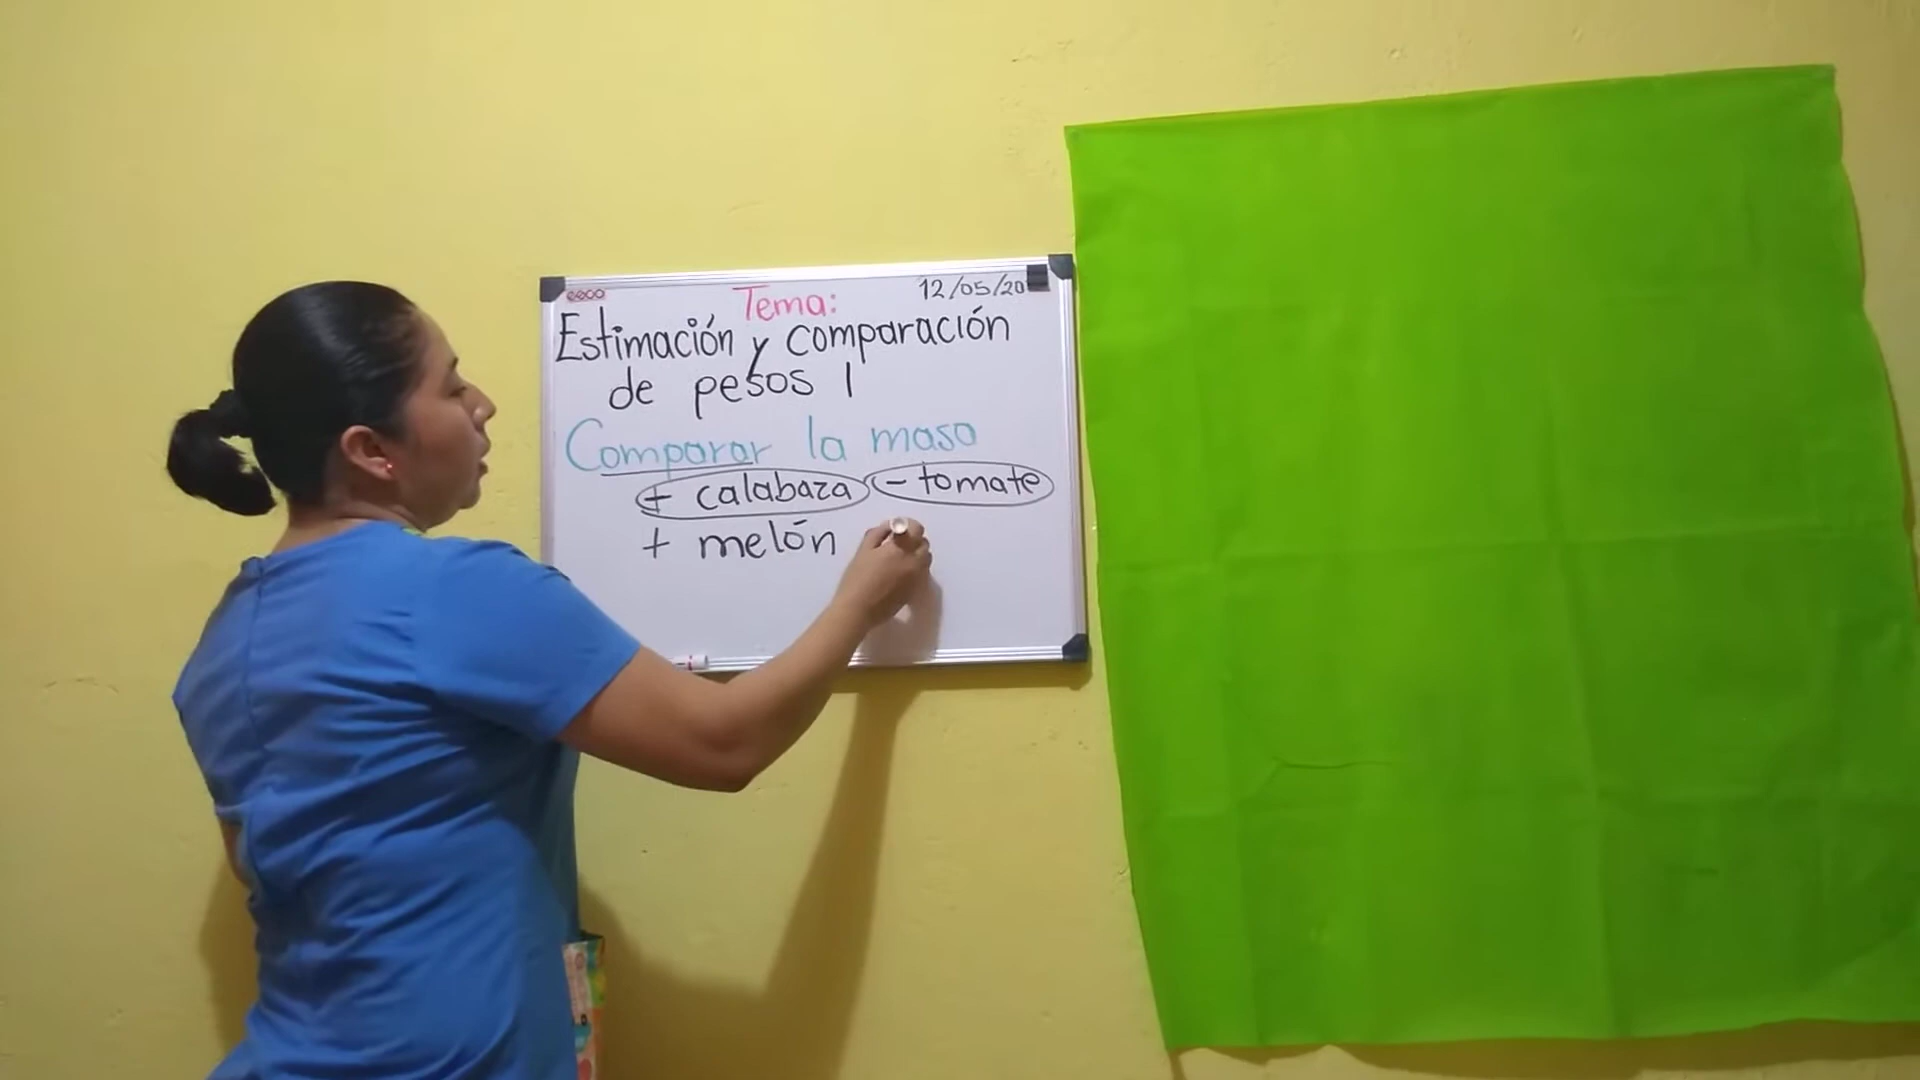 Tema:
12/05/20
Estimación y comparación
de pesos 1
Comparar la masa
+ calabaza - tomate
+ melón